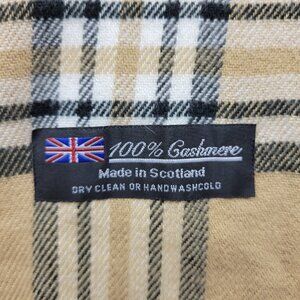 100% Cashmere
Made in Scotland
DRY CLEAN OR HANDWASHCOLD